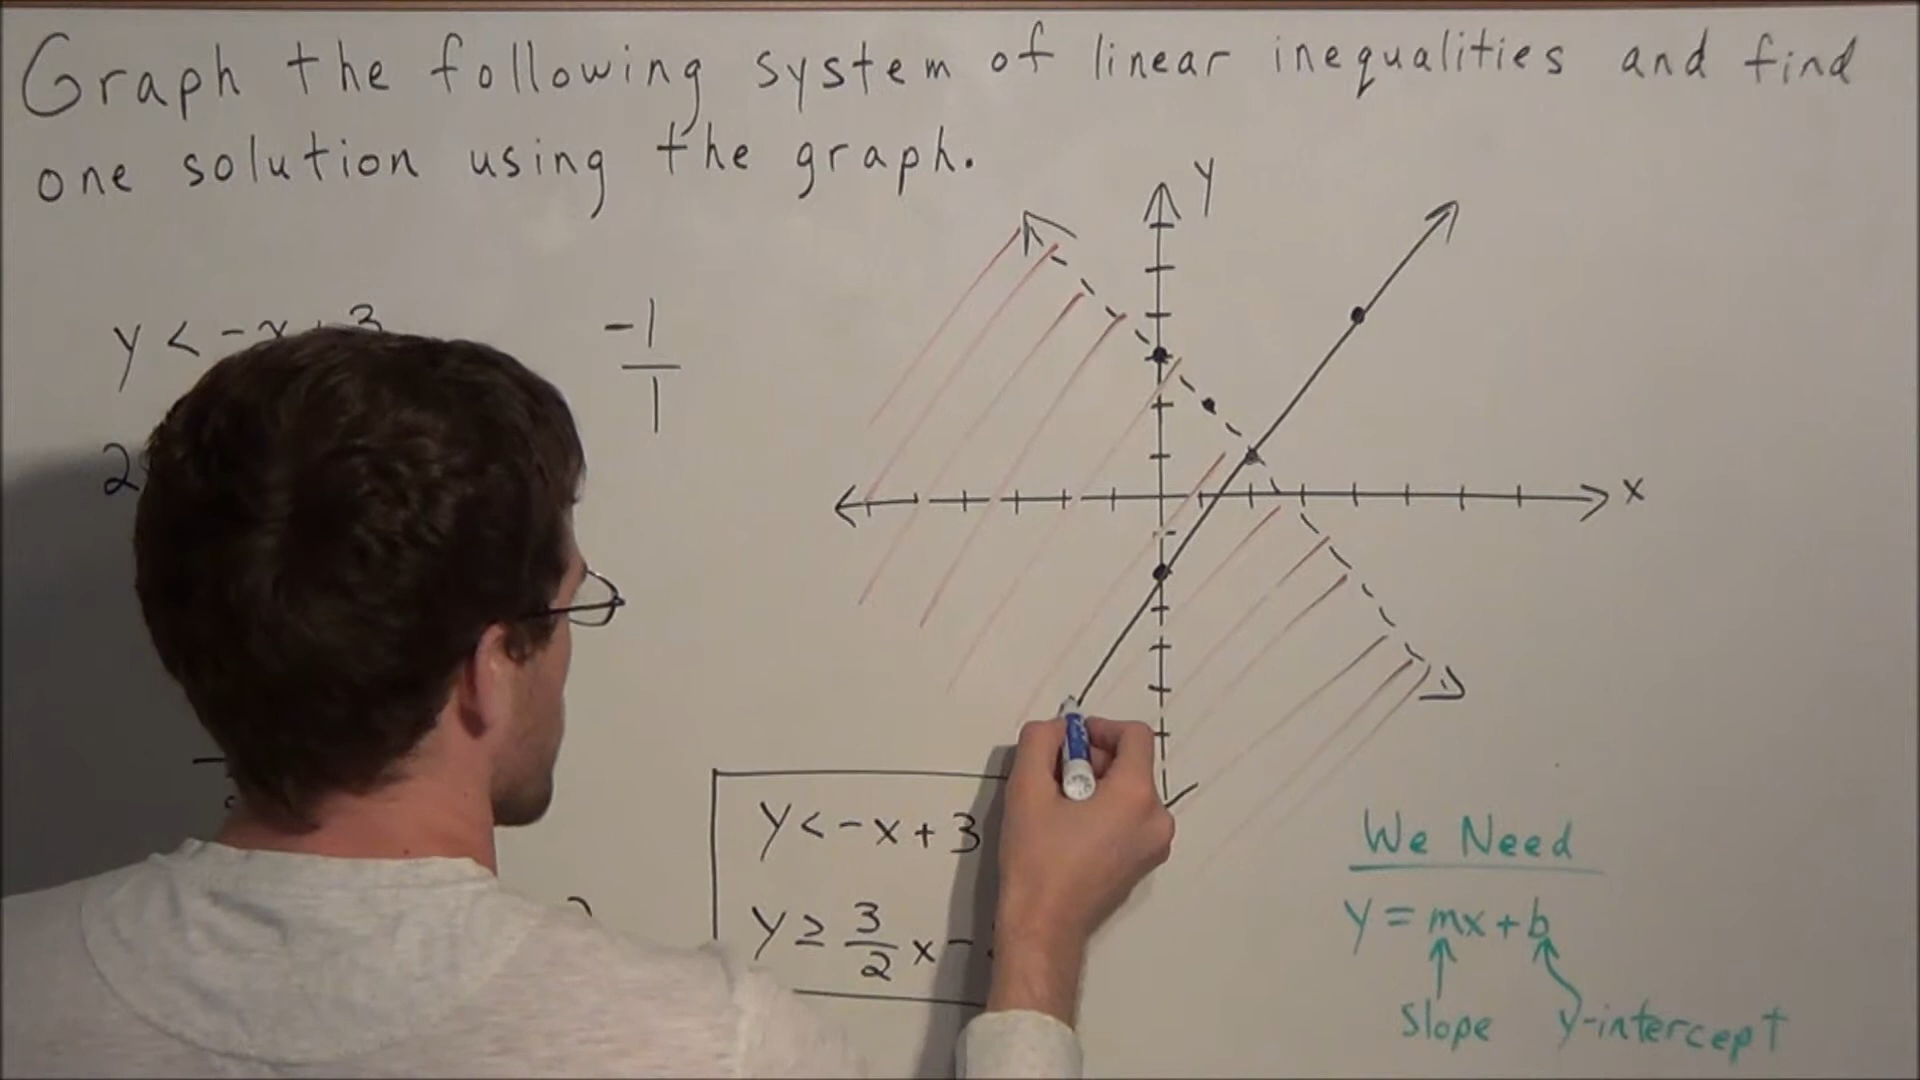 Graph the following system of linear inequalities and find
one solution using the graph.
y
y < -x + 3
-1
1
2
x
y < -x + 3
y ≥ 3/2 x -
We Need
y = mx + b
slope y-intercept